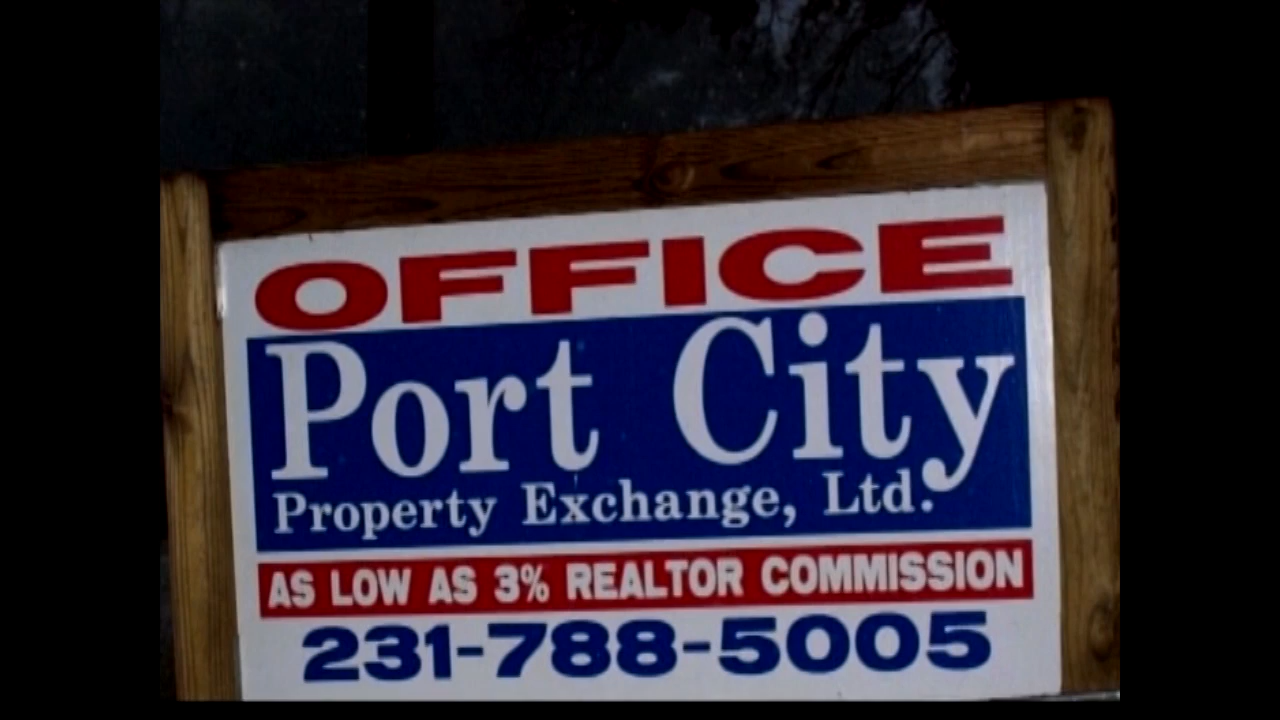 OFFICE
Port City
Property Exchange, Ltd.
AS LOW AS 3% REALTOR COMMISSION
231-788-5005